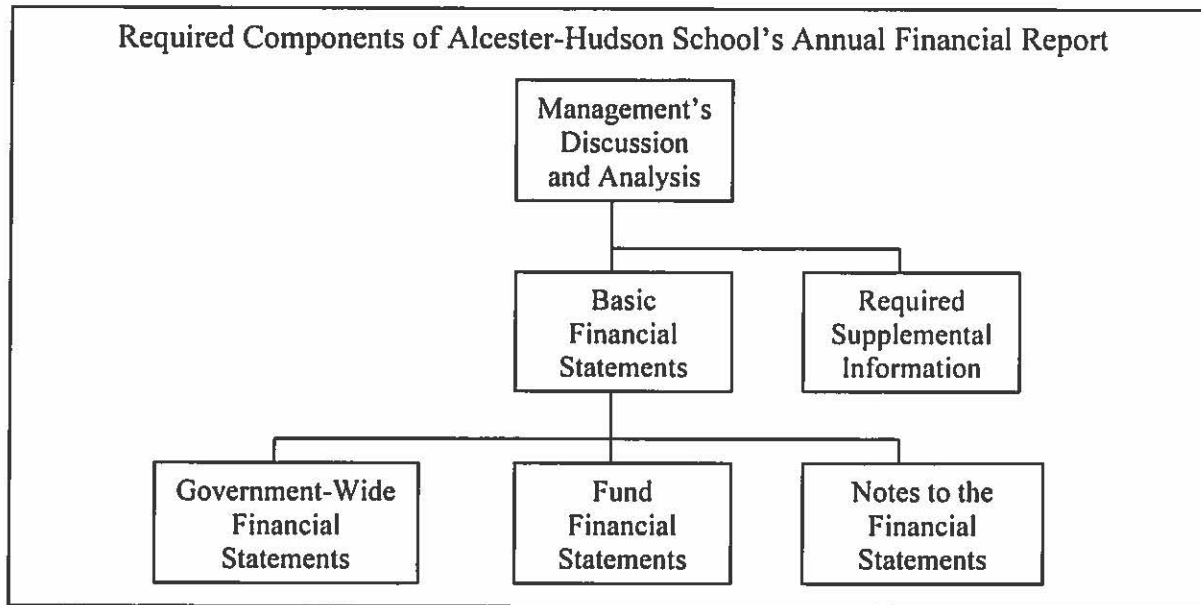 Required Components of Alcester-Hudson School's Annual Financial Report
Management's
Discussion
and Analysis
Basic
Financial
Statements
Required
Supplemental
Information
Government-Wide
Financial
Statements
Fund
Financial
Statements
Notes to the
Financial
Statements